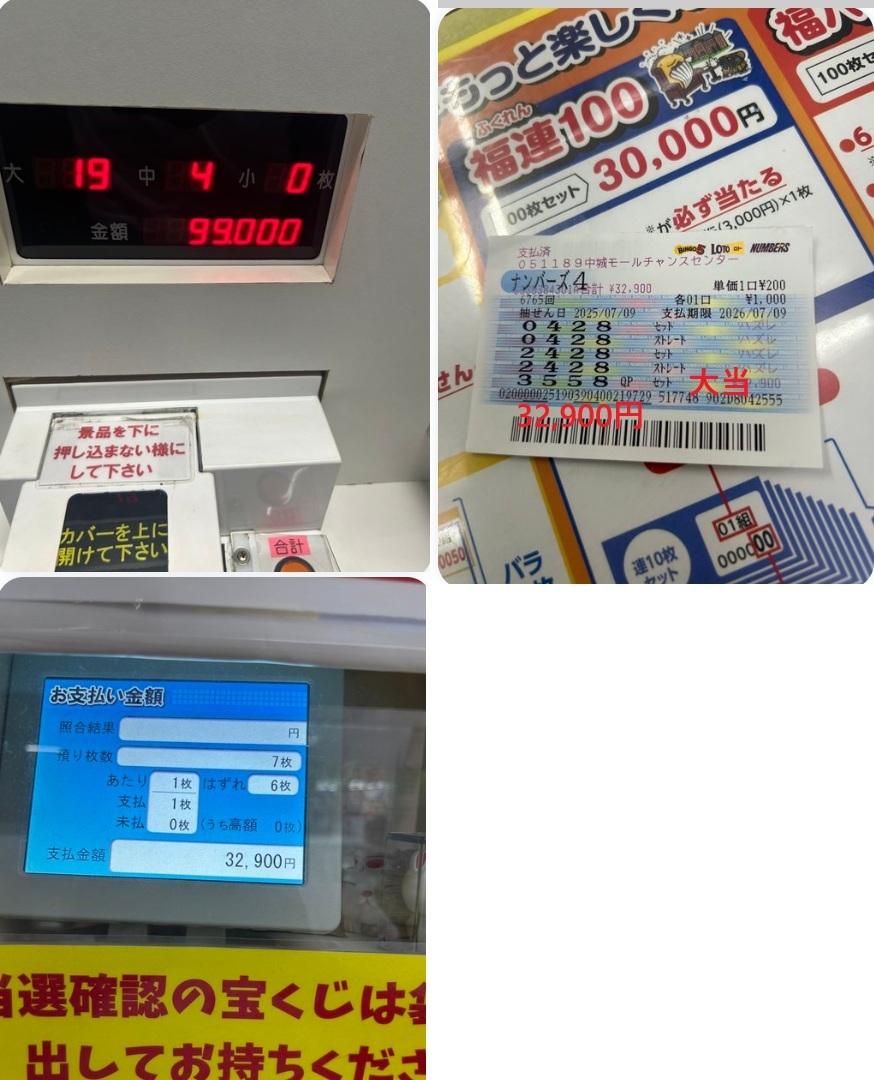 大 19 中 4 小 0 枚
金額 99.000
景品を下に
押し込まない様に
して下さい
カバーを上に
開けて下さい
合計
っと楽しく
ふくれん
福連100
00枚セット 30,000円
が必ず当たる
(3,000円)×1枚
100枚セ
支払済 BINGO5 LOTO ロト NUMBERS
051189中城モールチャンスセンター
ナンバーズ4 合計 ¥32,900 単価1口¥200
6765回 各01口 ¥1,000
抽せん日 2025/07/09 支払期限 2026/07/09
0428 セット ハズレ
0428 ストレート ハズレ
2428 セット ハズレ
2428 ストレート ハズレ
3558 QP セット
大当
32,900円
01組
000000
連10枚
セット
バラ
お支払い金額
照合結果 円
預り枚数 7枚
あたり 1枚 はずれ 6枚
支払 1枚
未払 0枚 (うち高額 0枚)
支払金額 32,900円
当選確認の宝くじは
出してお持ちくださ